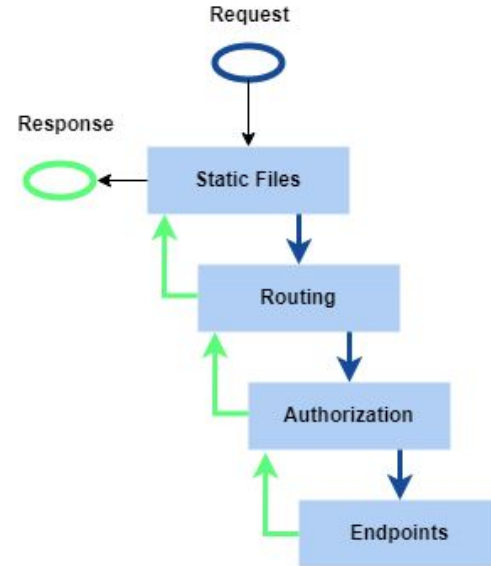 Request
Response
Static Files
Routing
Authorization
Endpoints